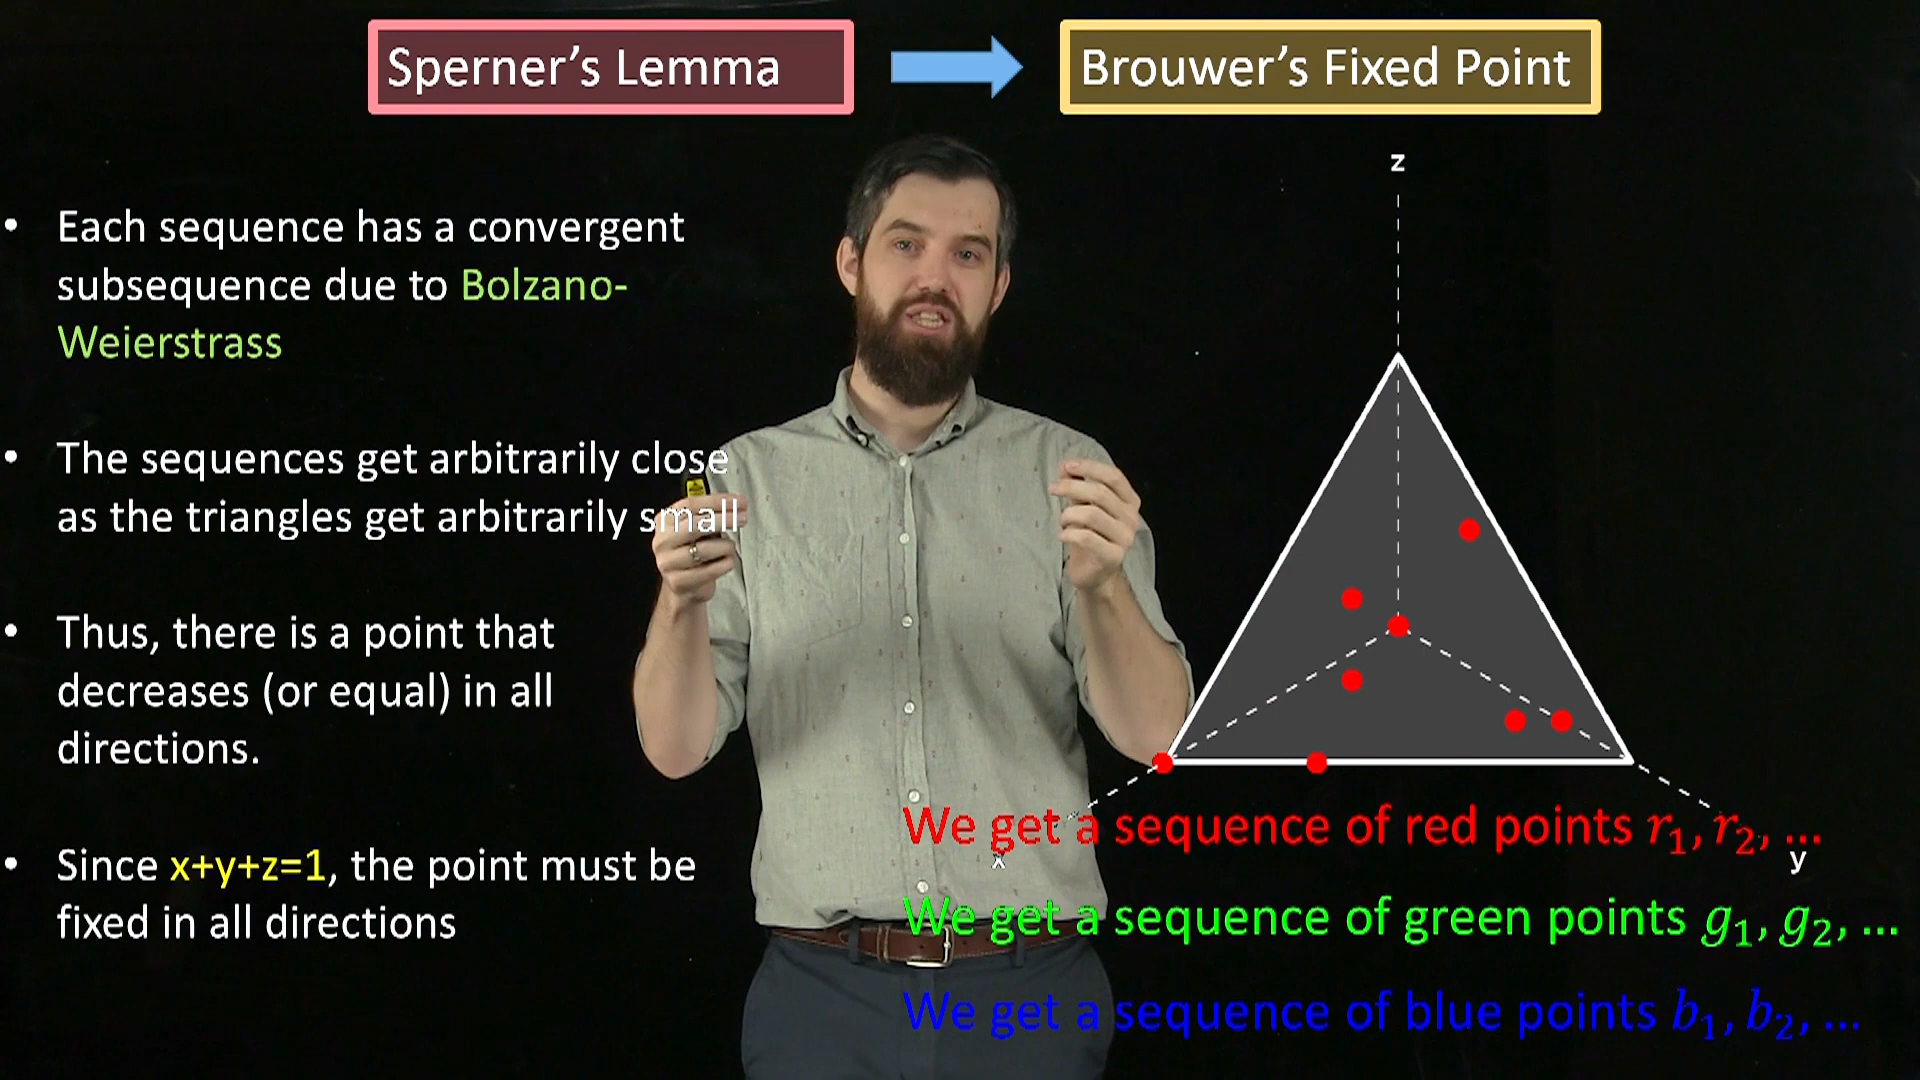 Sperner's Lemma
Brouwer's Fixed Point
• Each sequence has a convergent
subsequence due to Bolzano-
Weierstrass
• The sequences get arbitrarily close
as the triangles get arbitrarily small
• Thus, there is a point that
decreases (or equal) in all
directions.
• Since x+y+z=1, the point must be
fixed in all directions
z
x
y
We get a sequence of red points r₁, r₂, ...
We get a sequence of green points g₁, g₂, ...
We get a sequence of blue points b₁, b₂, ...